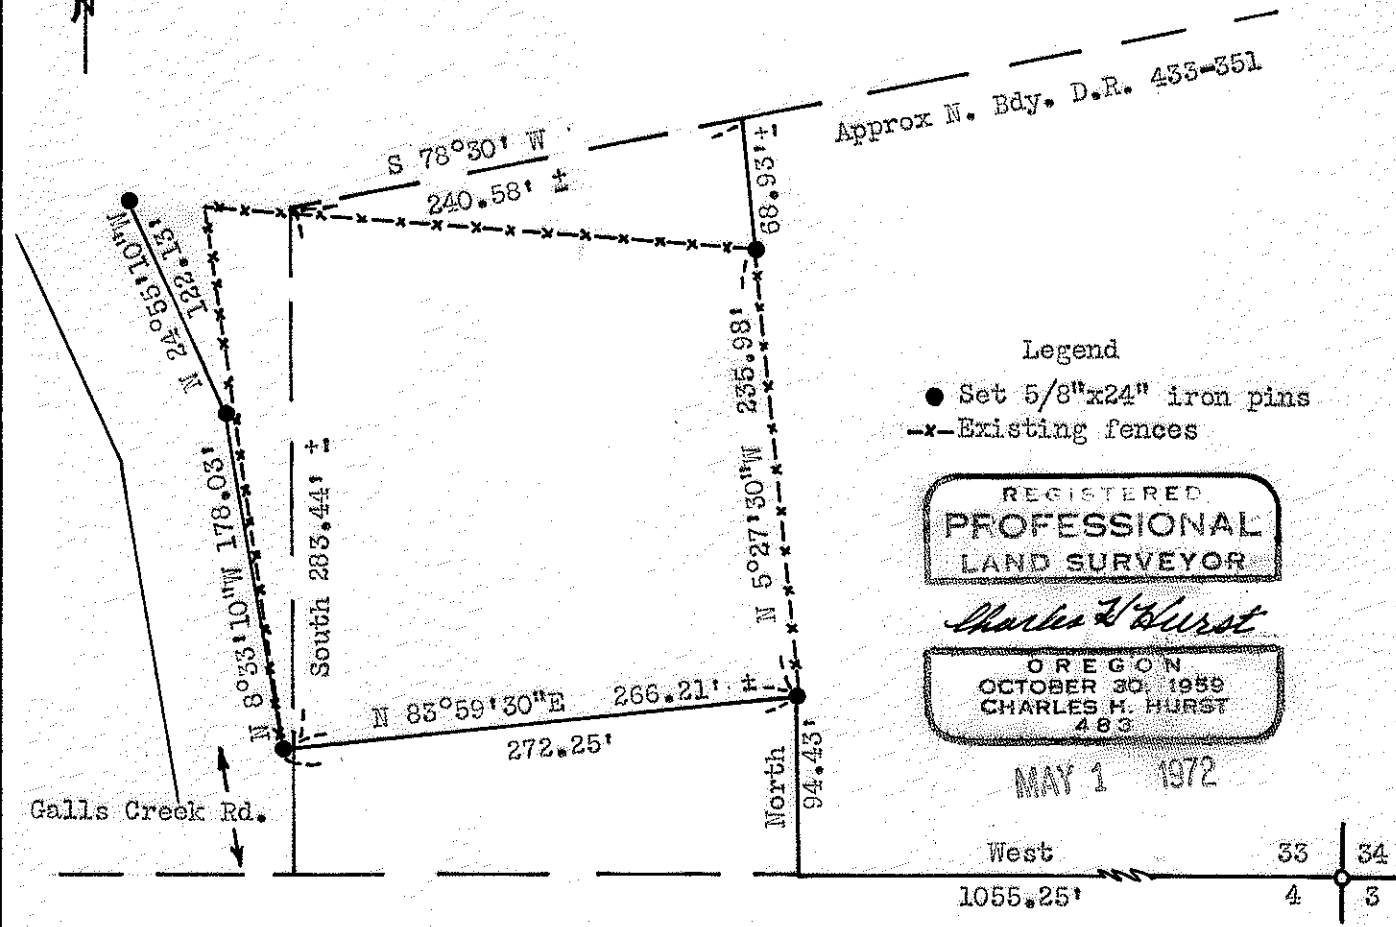 N
Approx N. Bdy. D.R. 433-351
S 78°30' W
240.58' ±
68.93'±
N 24°55'10"W
122.13'
235.98'
N 5°27'30"W
Legend
Set 5/8"x24" iron pins
-x-Existing fences
N 8°33'10"W 178.03'
South 283.44' ±
REGISTERED
PROFESSIONAL
LAND SURVEYOR
Charles H Hurst
OREGON
OCTOBER 30, 1959
CHARLES H. HURST
483
MAY 1 1972
N 83°59'30"E 266.21' ±
272.25'
North
94.43'
Galls Creek Rd.
West
1055.25'
33 34
4 3